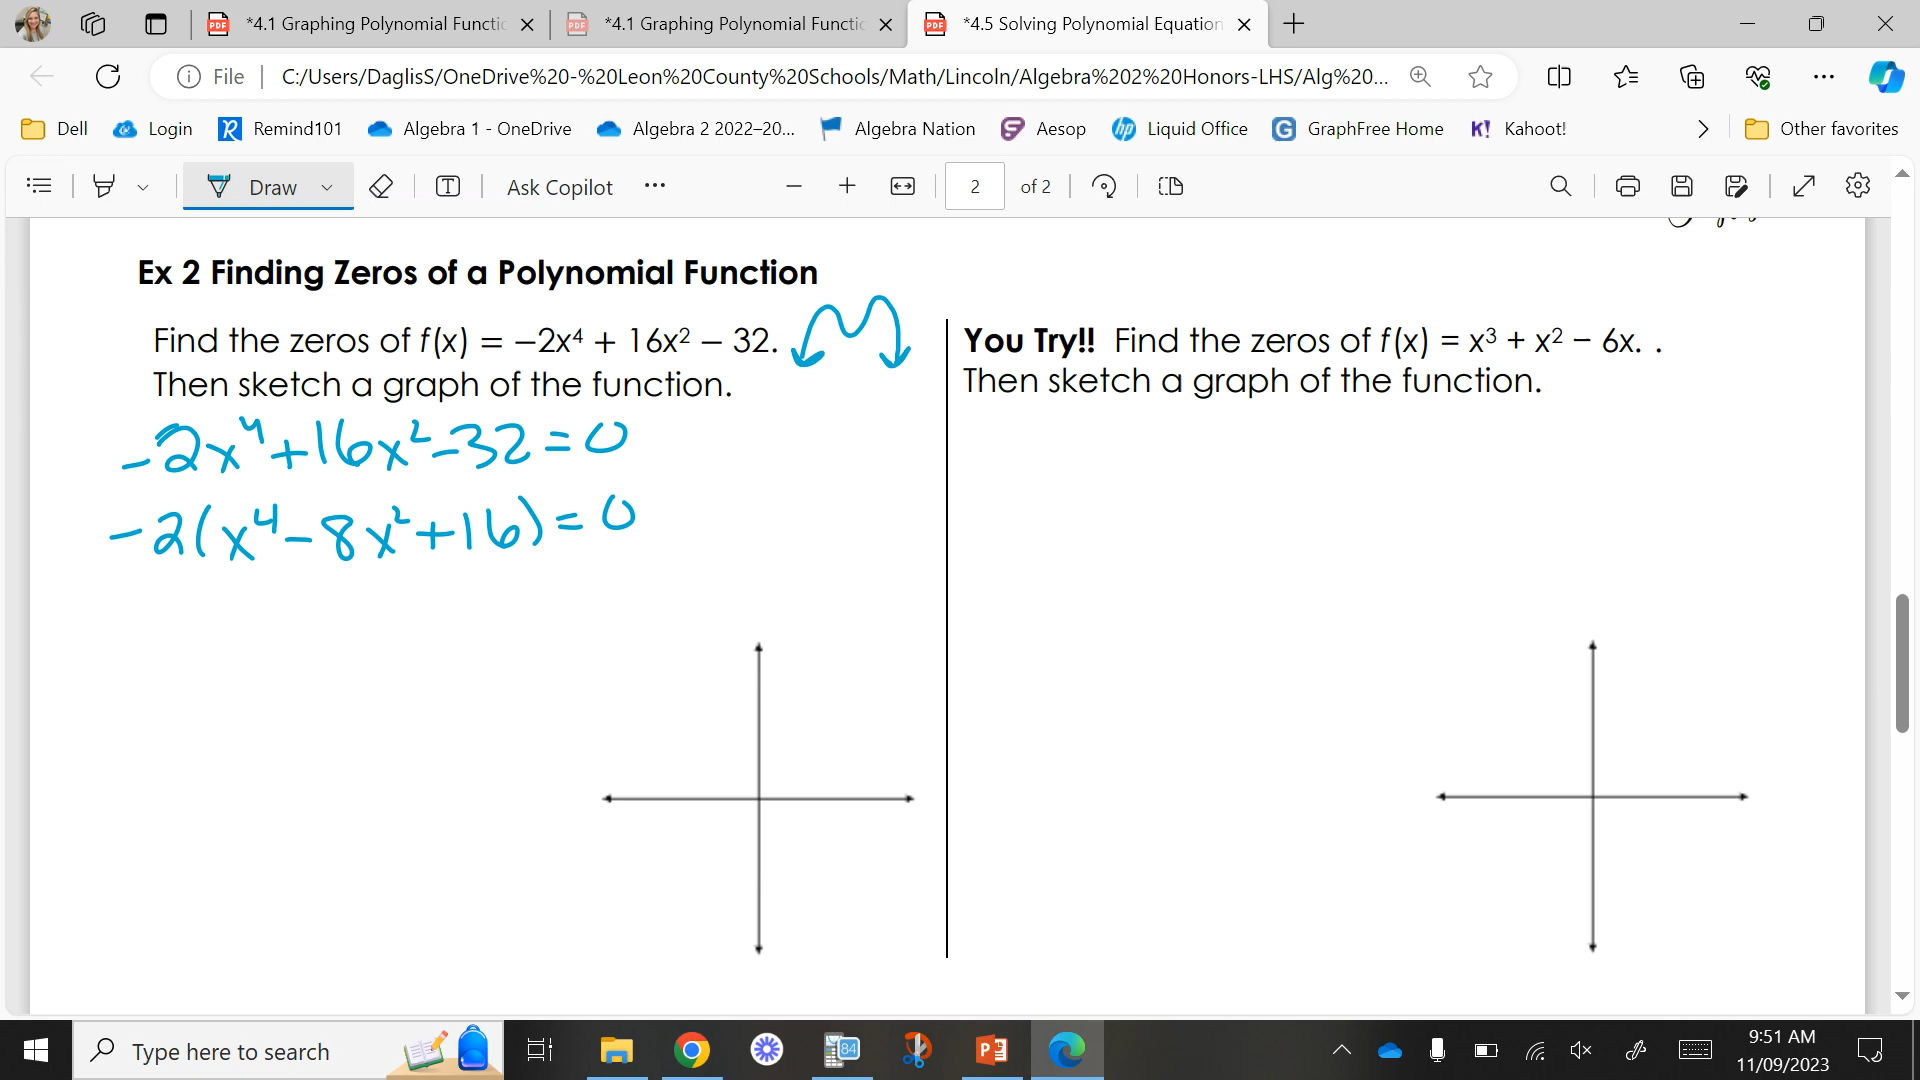 *4.1 Graphing Polynomial Functio
*4.1 Graphing Polynomial Functio
*4.5 Solving Polynomial Equation
File
C:/Users/DaglisS/OneDrive%20-%20Leon%20County%20Schools/Math/Lincoln/Algebra%202%20Honors-LHS/Alg%20...
Dell
Login
Remind101
Algebra 1 - OneDrive
Algebra 2 2022–20...
Algebra Nation
Aesop
Liquid Office
GraphFree Home
Kahoot!
Other favorites
Draw
Ask Copilot
2 of 2
Ex 2 Finding Zeros of a Polynomial Function
Find the zeros of f(x) = −2x⁴ + 16x² – 32.
Then sketch a graph of the function.
-2x⁴+16x²-32=0
-2(x⁴-8x²+16)=0
You Try!! Find the zeros of f(x) = x³ + x² − 6x. .
Then sketch a graph of the function.
Type here to search
84
9:51 AM
11/09/2023